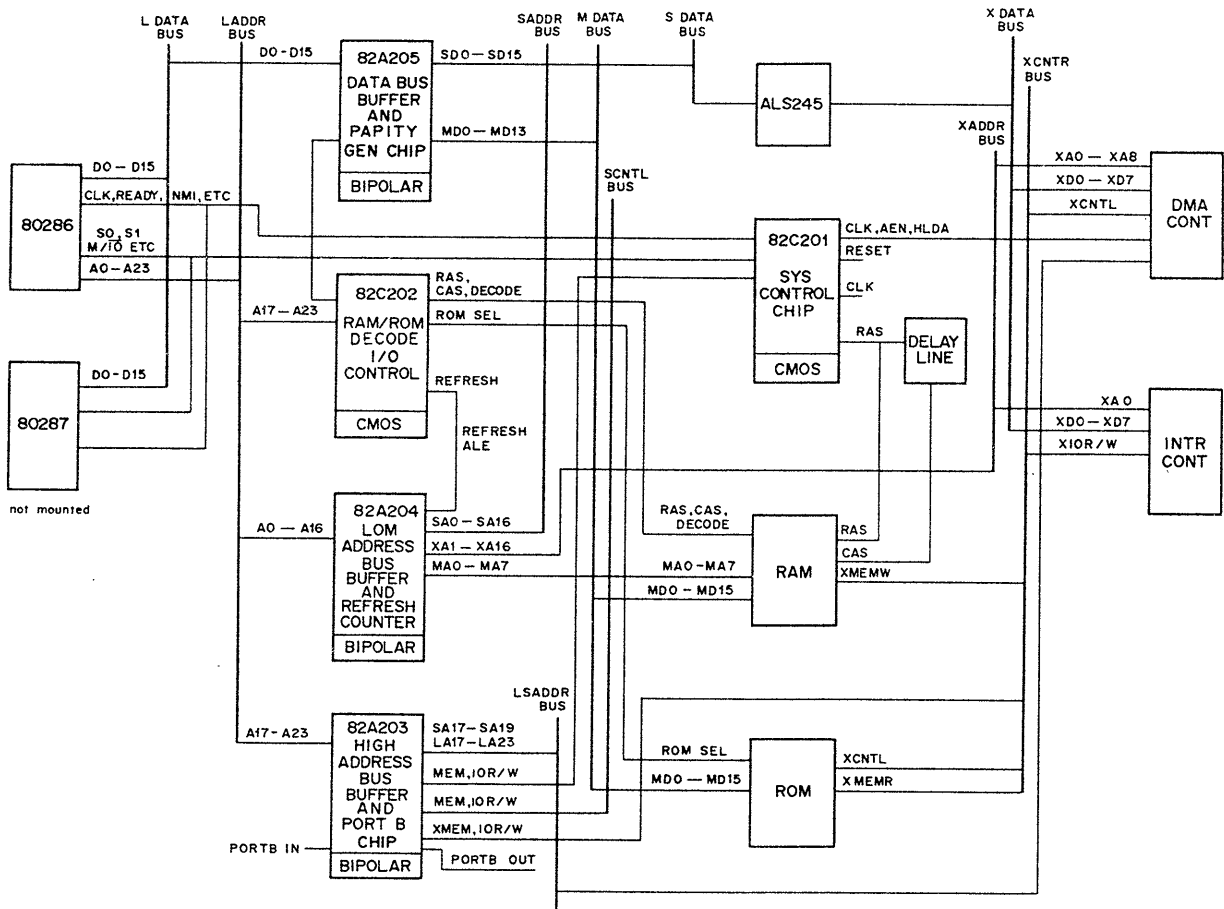 L DATA
BUS
LADDR
BUS
SADDR
BUS
M DATA
BUS
S DATA
BUS
X DATA
BUS
XCNTR
BUS
XADDR
BUS
SCNTL
BUS
LSADDR
BUS
80286
D0 - D15
CLK, READY, NMI, ETC
S0, S1
M/IO ETC
A0 - A23
80287
D0 - D15
not mounted
D0 - D15
82A205
DATA BUS
BUFFER
AND
PAPITY
GEN CHIP
BIPOLAR
SD0 - SD15
MD0 - MD13
ALS245
A17 - A23
82C202
RAM/ROM
DECODE
I/O
CONTROL
CMOS
RAS,
CAS, DECODE
ROM SEL
REFRESH
REFRESH
ALE
82C201
SYS
CONTROL
CHIP
CMOS
CLK, AEN, HLDA
RESET
CLK
RAS
DELAY
LINE
XA0 - XA8
XD0 - XD7
XCNTL
DMA
CONT
XA0
XD0 - XD7
XIOR/W
INTR
CONT
A0 - A16
82A204
LOM
ADDRESS
BUS
BUFFER
AND
REFRESH
COUNTER
BIPOLAR
SA0 - SA16
XA1 - XA16
MA0 - MA7
RAS, CAS,
DECODE
MA0 - MA7
MD0 - MD15
RAM
RAS
CAS
XMEMW
A17 - A23
82A203
HIGH
ADDRESS
BUS
BUFFER
AND
PORT B
CHIP
BIPOLAR
SA17 - SA19
LA17 - LA23
MEM, IOR/W
MEM, IOR/W
XMEM, IOR/W
PORTB IN
PORTB OUT
ROM SEL
MD0 - MD15
ROM
XCNTL
XMEMR